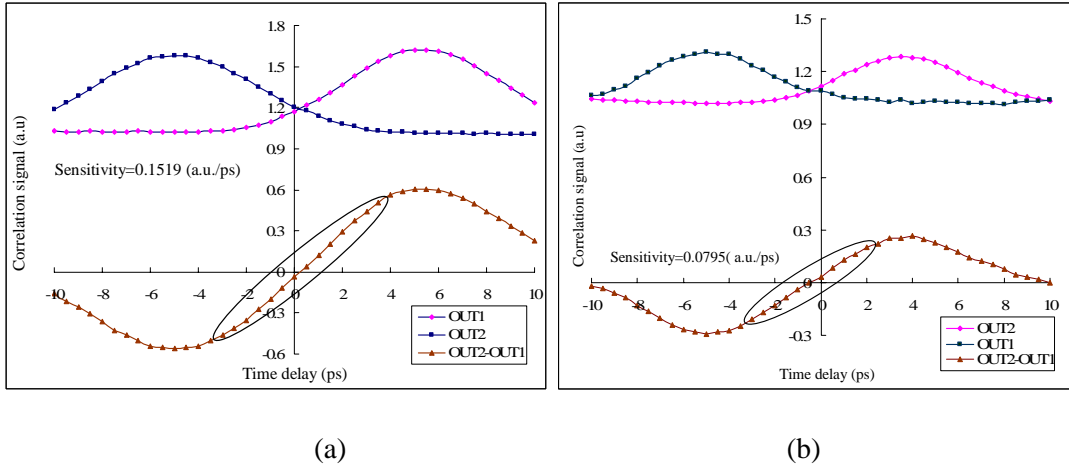 1.8
1.5
1.2
0.9
0.6
0.3
0
-0.3
-0.6
-10 -8 -6 -4 -2 0 2 4 6 8 10
Correlation signal (a.u)
Sensitivity=0.1519 (a.u./ps)
Time delay (ps)
OUT1
OUT2
OUT2-OUT1
(a)
1.5
1.2
0.9
0.6
0.3
0
-0.3
-10 -8 -6 -4 -2 0 2 4 6 8 10
Correlation signal (a.u)
Sensitivity=0.0795( a.u./ps)
Time delay (ps)
OUT2
OUT1
OUT2-OUT1
(b)